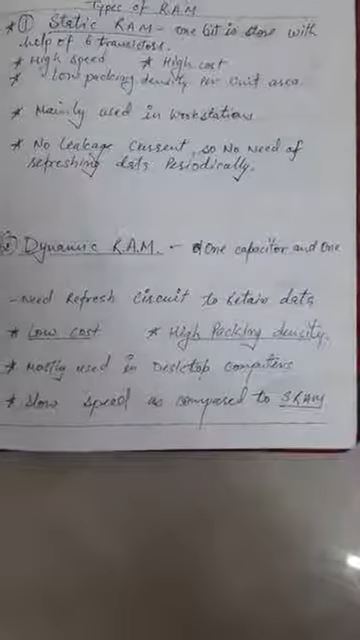 Types of RAM
* ① Static RAM - one bit is store with
help of 6 transistors.
* High speed * High cost
* Low packing density Per Unit area.
* Mainly used in Workstations
* No Leakage Current, so No Need of
refreshing data Periodically.
② Dynamic R.A.M. - One capacitor and one
- Need Refresh Circuit to Retain data
* Low cost * High Packing density.
* Mostly used in Desktop Computers
* Slow speed as compared to SRAM